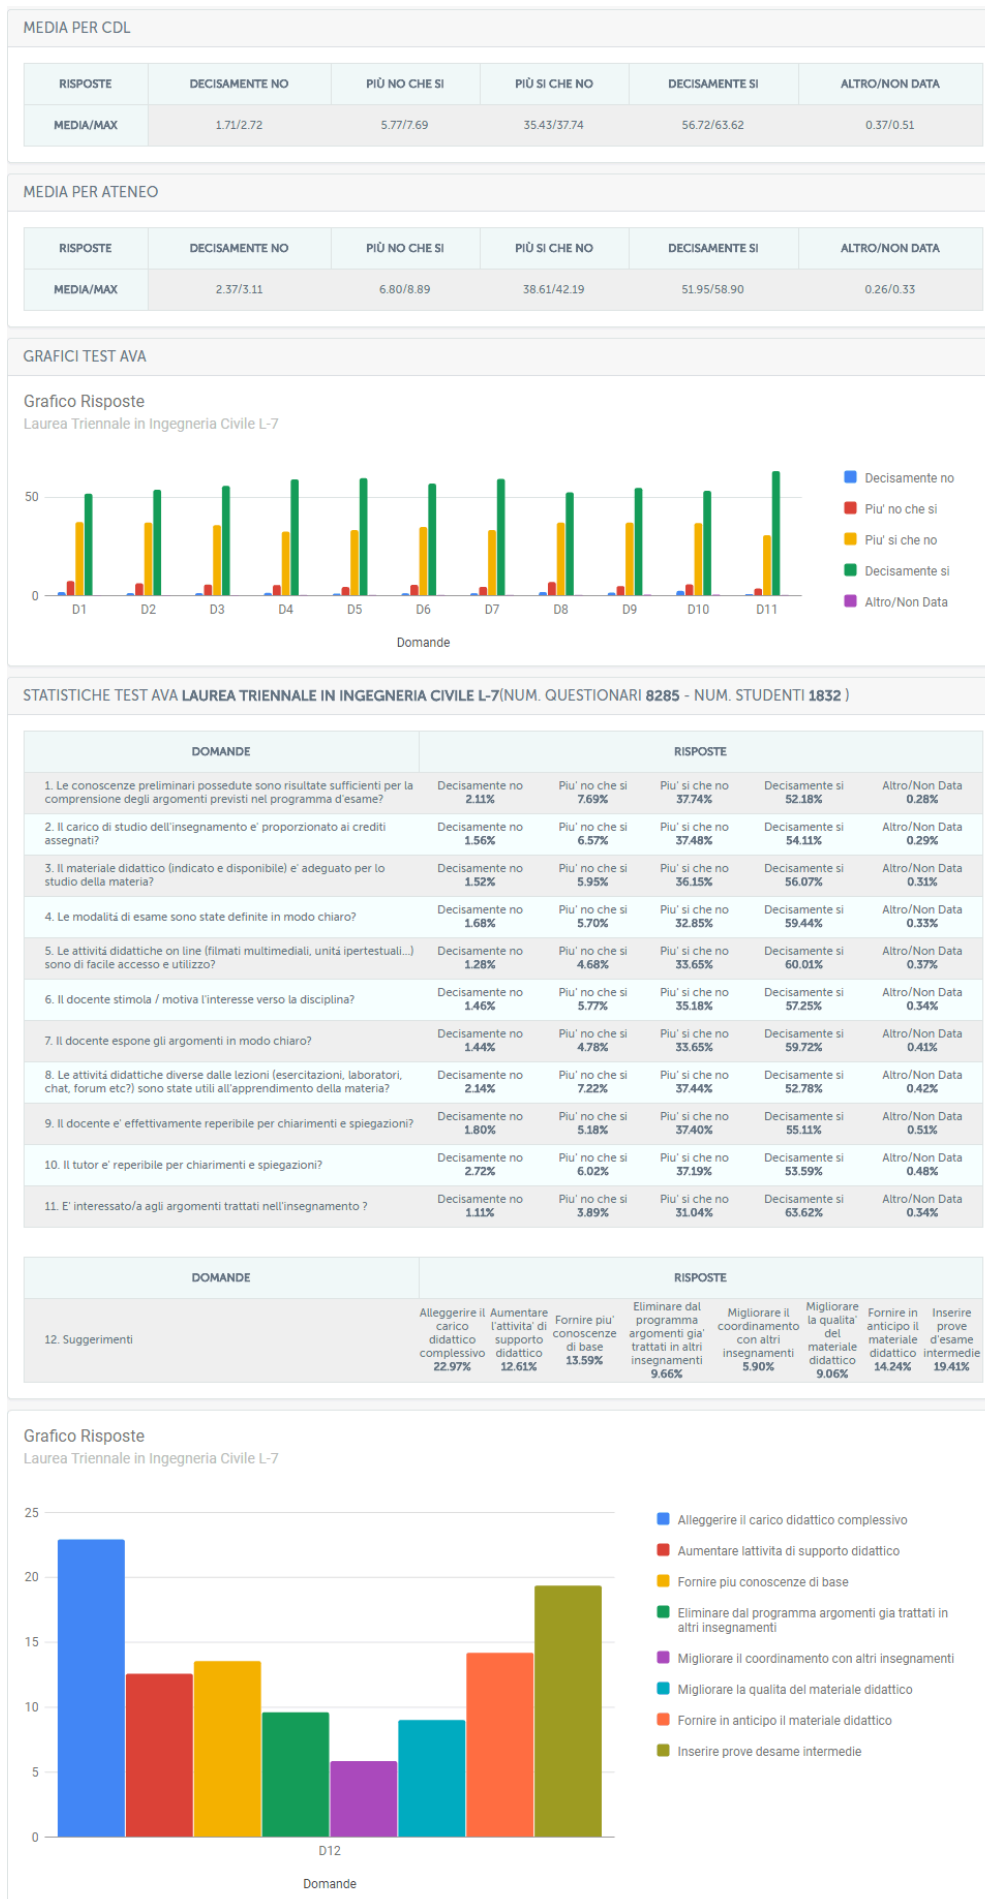 MEDIA PER CDL
RISPOSTE DECISAMENTE NO PIÙ NO CHE SI PIÙ SI CHE NO DECISAMENTE SI ALTRO/NON DATA
MEDIA/MAX 1.71/2.72 5.77/7.69 35.43/37.74 56.72/63.62 0.37/0.51
MEDIA PER ATENEO
RISPOSTE DECISAMENTE NO PIÙ NO CHE SI PIÙ SI CHE NO DECISAMENTE SI ALTRO/NON DATA
MEDIA/MAX 2.37/3.11 6.80/8.89 38.61/42.19 51.95/58.90 0.26/0.33
GRAFICI TEST AVA
Grafico Risposte
Laurea Triennale in Ingegneria Civile L-7
50
0
D1 D2 D3 D4 D5 D6 D7 D8 D9 D10 D11
Domande
Decisamente no
Piu' no che si
Piu' si che no
Decisamente si
Altro/Non Data
STATISTICHE TEST AVA LAUREA TRIENNALE IN INGEGNERIA CIVILE L-7(NUM. QUESTIONARI 8285 - NUM. STUDENTI 1832 )
DOMANDE RISPOSTE
1. Le conoscenze preliminari possedute sono risultate sufficienti per la
comprensione degli argomenti previsti nel programma d'esame?
Decisamente no Piu' no che si Piu' si che no Decisamente si Altro/Non Data
2.11% 7.69% 37.74% 52.18% 0.28%
2. Il carico di studio dell'insegnamento e' proporzionato ai crediti
assegnati?
Decisamente no Piu' no che si Piu' si che no Decisamente si Altro/Non Data
1.56% 6.57% 37.48% 54.11% 0.29%
3. Il materiale didattico (indicato e disponibile) e' adeguato per lo
studio della materia?
Decisamente no Piu' no che si Piu' si che no Decisamente si Altro/Non Data
1.52% 5.95% 36.15% 56.07% 0.31%
4. Le modalitá di esame sono state definite in modo chiaro?
Decisamente no Piu' no che si Piu' si che no Decisamente si Altro/Non Data
1.68% 5.70% 32.85% 59.44% 0.33%
5. Le attivitá didattiche on line (filmati multimediali, unitá ipertestuali...)
sono di facile accesso e utilizzo?
Decisamente no Piu' no che si Piu' si che no Decisamente si Altro/Non Data
1.28% 4.68% 33.65% 60.01% 0.37%
6. Il docente stimola / motiva l'interesse verso la disciplina?
Decisamente no Piu' no che si Piu' si che no Decisamente si Altro/Non Data
1.46% 5.77% 35.18% 57.25% 0.34%
7. Il docente espone gli argomenti in modo chiaro?
Decisamente no Piu' no che si Piu' si che no Decisamente si Altro/Non Data
1.44% 4.78% 33.65% 59.72% 0.41%
8. Le attivitá didattiche diverse dalle lezioni (esercitazioni, laboratori,
chat, forum etc?) sono state utili all'apprendimento della materia?
Decisamente no Piu' no che si Piu' si che no Decisamente si Altro/Non Data
2.14% 7.22% 37.44% 52.78% 0.42%
9. Il docente e' effettivamente reperibile per chiarimenti e spiegazioni?
Decisamente no Piu' no che si Piu' si che no Decisamente si Altro/Non Data
1.80% 5.18% 37.40% 55.11% 0.51%
10. Il tutor e' reperibile per chiarimenti e spiegazioni?
Decisamente no Piu' no che si Piu' si che no Decisamente si Altro/Non Data
2.72% 6.02% 37.19% 53.59% 0.48%
11. E' interessato/a agli argomenti trattati nell'insegnamento ?
Decisamente no Piu' no che si Piu' si che no Decisamente si Altro/Non Data
1.11% 3.89% 31.04% 63.62% 0.34%
DOMANDE RISPOSTE
12. Suggerimenti
Alleggerire il
carico
didattico
complessivo
22.97%
Aumentare
l'attivita' di
supporto
didattico
12.61%
Fornire piu'
conoscenze
di base
13.59%
Eliminare dal
programma
argomenti gia'
trattati in altri
insegnamenti
9.66%
Migliorare il
coordinamento
con altri
insegnamenti
5.90%
Migliorare
la qualita'
del
materiale
didattico
9.06%
Fornire in
anticipo il
materiale
didattico
14.24%
Inserire
prove
d'esame
intermedie
19.41%
Grafico Risposte
Laurea Triennale in Ingegneria Civile L-7
25
20
15
10
5
0
D12
Domande
Alleggerire il carico didattico complessivo
Aumentare lattivita di supporto didattico
Fornire piu conoscenze di base
Eliminare dal programma argomenti gia trattati in
altri insegnamenti
Migliorare il coordinamento con altri insegnamenti
Migliorare la qualita del materiale didattico
Fornire in anticipo il materiale didattico
Inserire prove desame intermedie